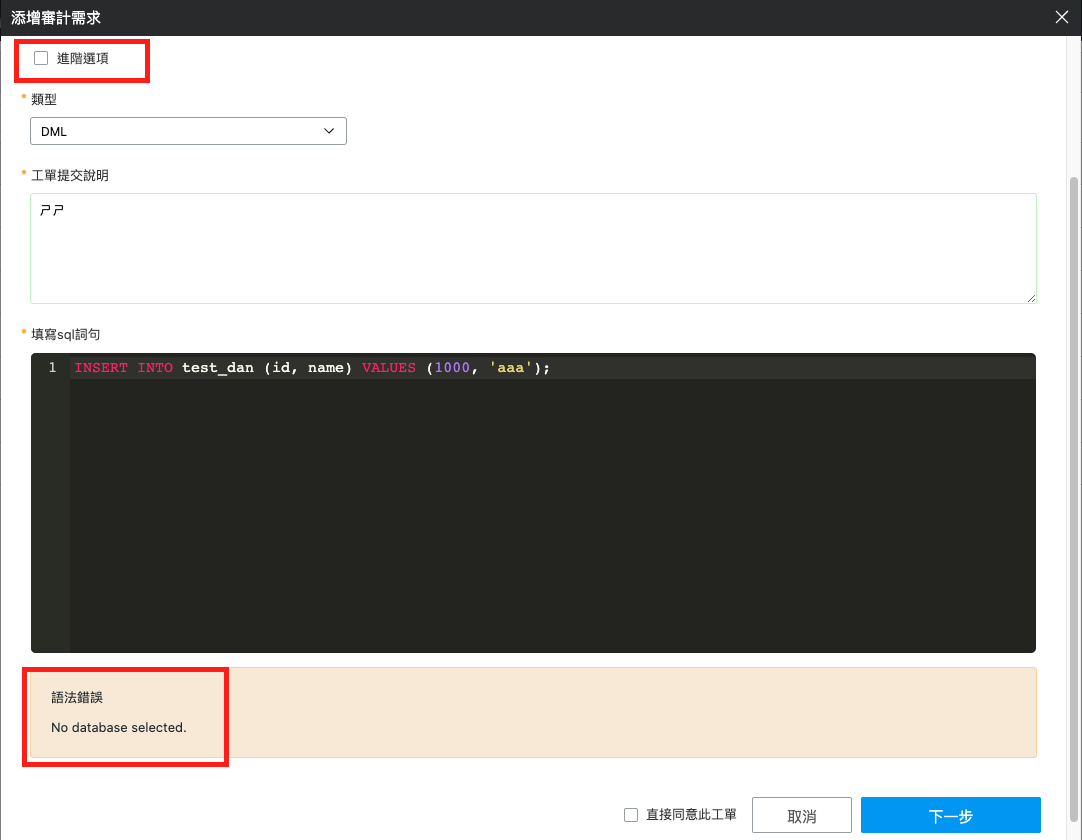 添增審計需求
進階選項
* 類型
DML
* 工單提交說明
ㄕㄕ
* 填寫sql詞句
1 INSERT INTO test_dan (id, name) VALUES (1000, 'aaa');
語法錯誤
No database selected.
直接同意此工單 取消 下一步